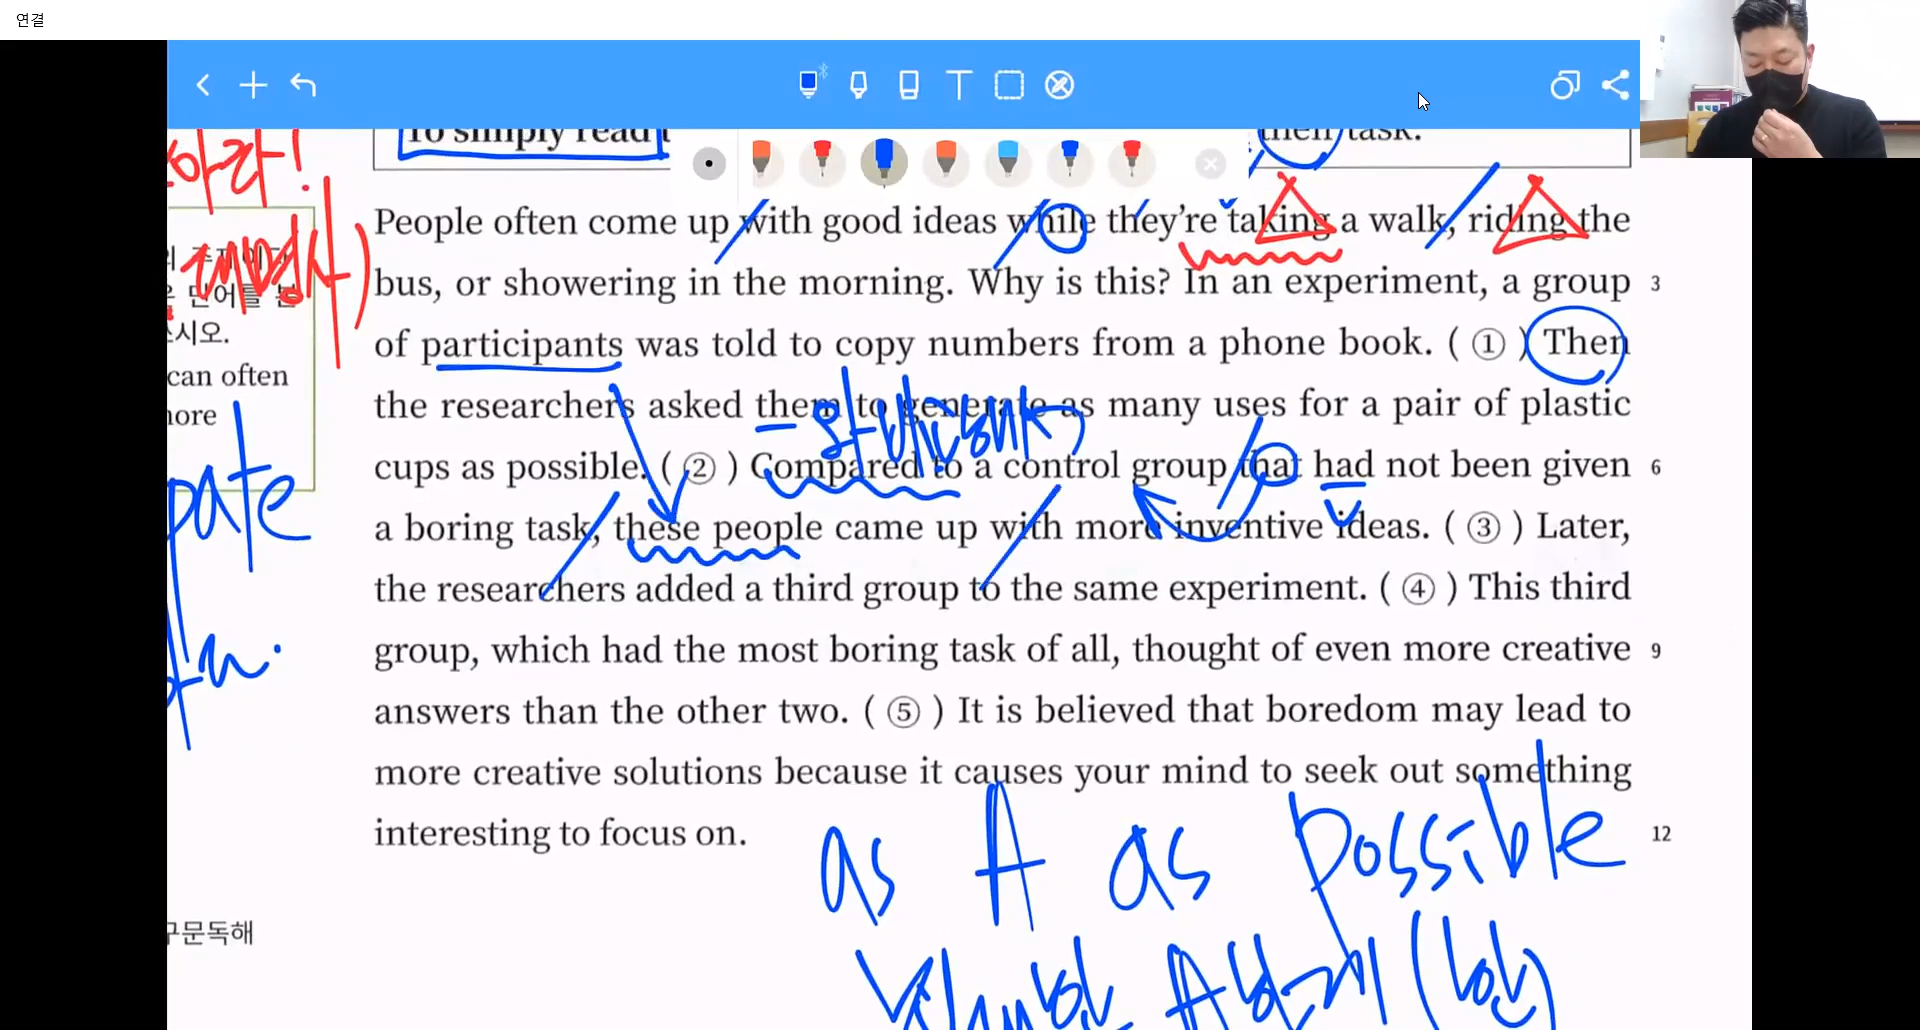 연결
To simply read
then task.
아라!
People often come up with good ideas while they're taking a walk, riding the
bus, or showering in the morning. Why is this? In an experiment, a group 3
of participants was told to copy numbers from a phone book. ( ① ) Then
시오.
can often
the researchers asked them to generate as many uses for a pair of plastic
cups as possible. ( ② ) Compared to a control group that had not been given 6
pate
a boring task, these people came up with more inventive ideas. ( ③ ) Later,
the researchers added a third group to the same experiment. ( ④ ) This third
group, which had the most boring task of all, thought of even more creative 9
answers than the other two. ( ⑤ ) It is believed that boredom may lead to
more creative solutions because it causes your mind to seek out something
interesting to focus on. 12
as A as possible
구문독해